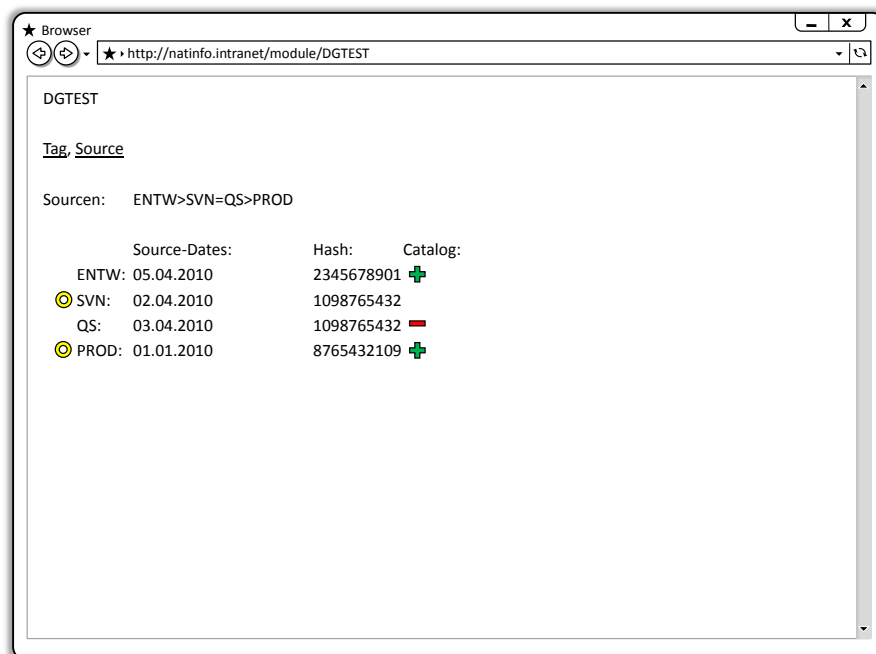 Browser
http://natinfo.intranet/module/DGTEST
DGTEST
Tag, Source
Sourcen: ENTW>SVN=QS>PROD
Source-Dates: Hash: Catalog:
ENTW: 05.04.2010 2345678901
SVN: 02.04.2010 1098765432
QS: 03.04.2010 1098765432
PROD: 01.01.2010 8765432109